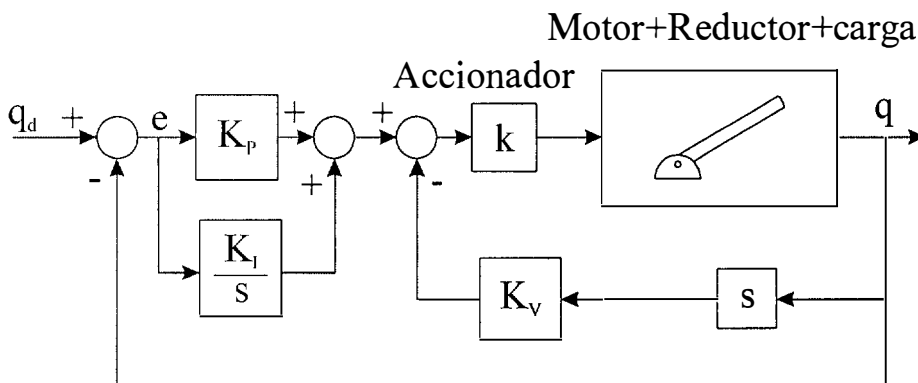 Motor+Reductor+carga
Accionador
q_d + e K_P + + + k q
- + -
K_I
s
K_V s